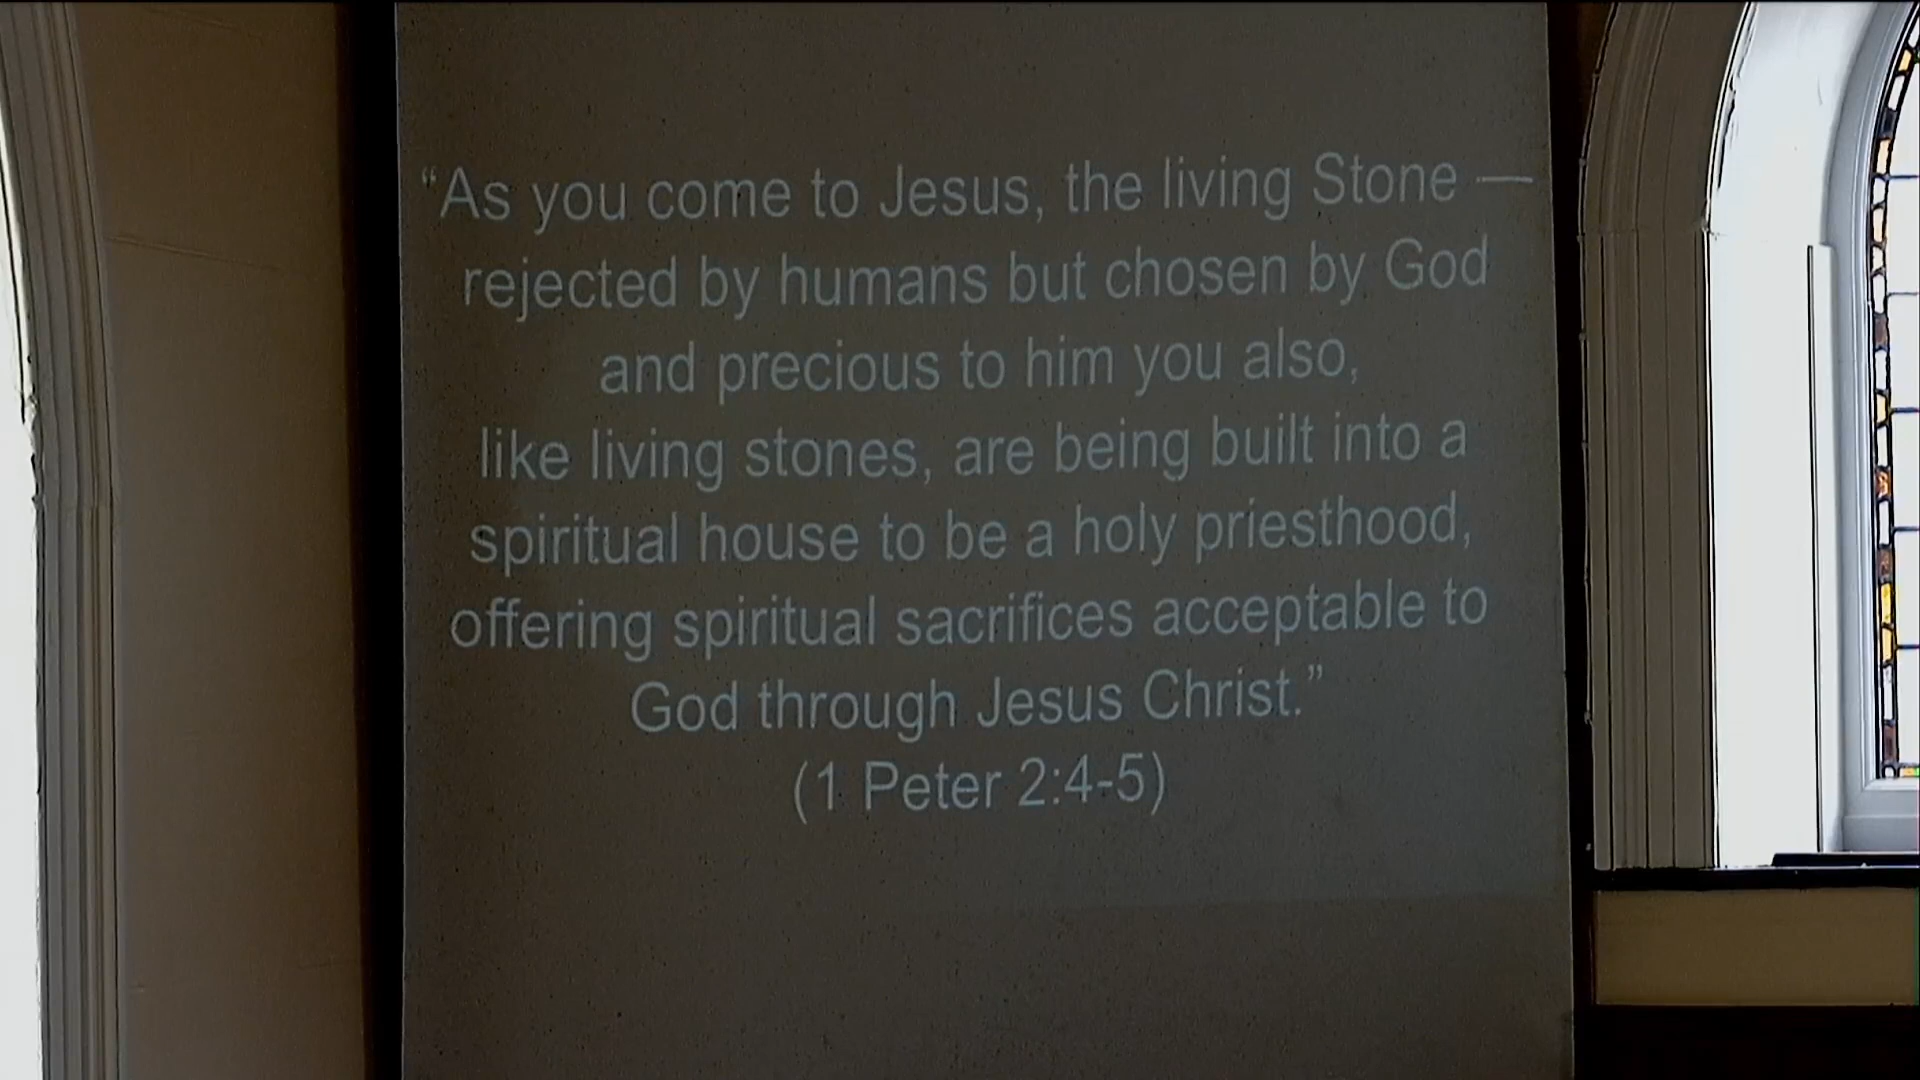 “As you come to Jesus, the living Stone —
rejected by humans but chosen by God
and precious to him you also,
like living stones, are being built into a
spiritual house to be a holy priesthood,
offering spiritual sacrifices acceptable to
God through Jesus Christ.”
(1 Peter 2:4-5)